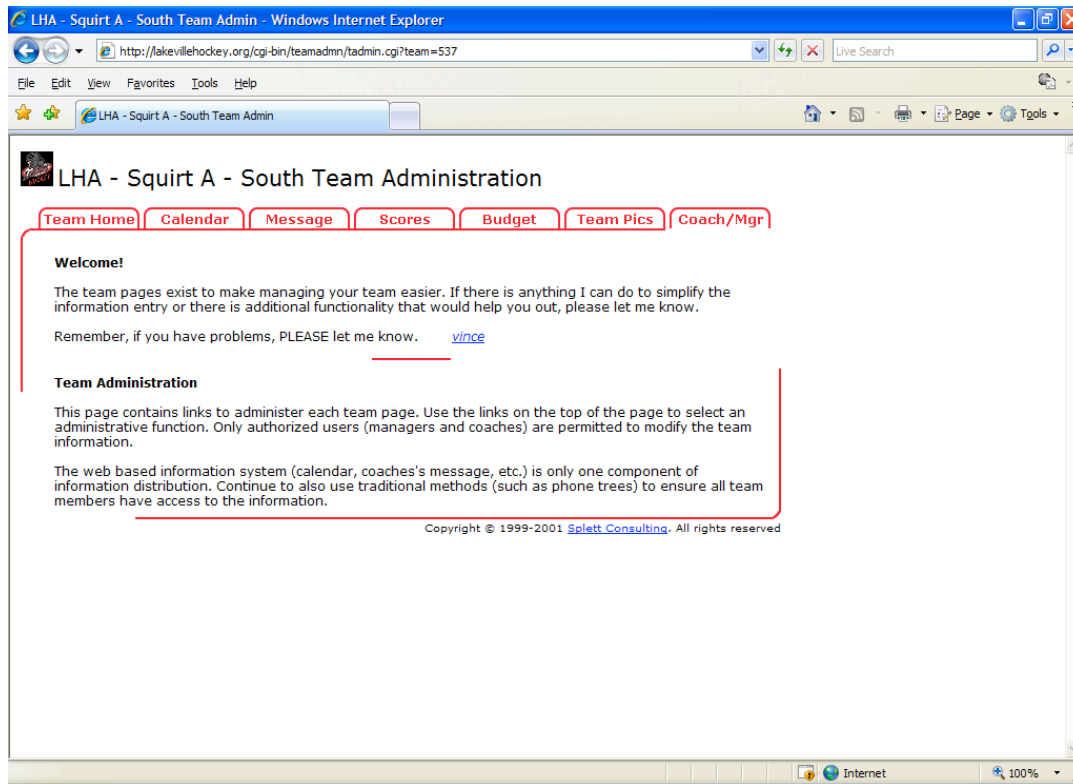 LHA - Squirt A - South Team Admin - Windows Internet Explorer
http://lakevillehockey.org/cgi-bin/teamadmn/tadmin.cgi?team=537
Live Search
File Edit View Favorites Tools Help
LHA - Squirt A - South Team Admin
Page Tools
LHA - Squirt A - South Team Administration
Team Home Calendar Message Scores Budget Team Pics Coach/Mgr
Welcome!
The team pages exist to make managing your team easier. If there is anything I can do to simplify the
information entry or there is additional functionality that would help you out, please let me know.
Remember, if you have problems, PLEASE let me know. vince
Team Administration
This page contains links to administer each team page. Use the links on the top of the page to select an
administrative function. Only authorized users (managers and coaches) are permitted to modify the team
information.
The web based information system (calendar, coaches's message, etc.) is only one component of
information distribution. Continue to also use traditional methods (such as phone trees) to ensure all team
members have access to the information.
Copyright © 1999-2001 Splett Consulting. All rights reserved
Internet 100%